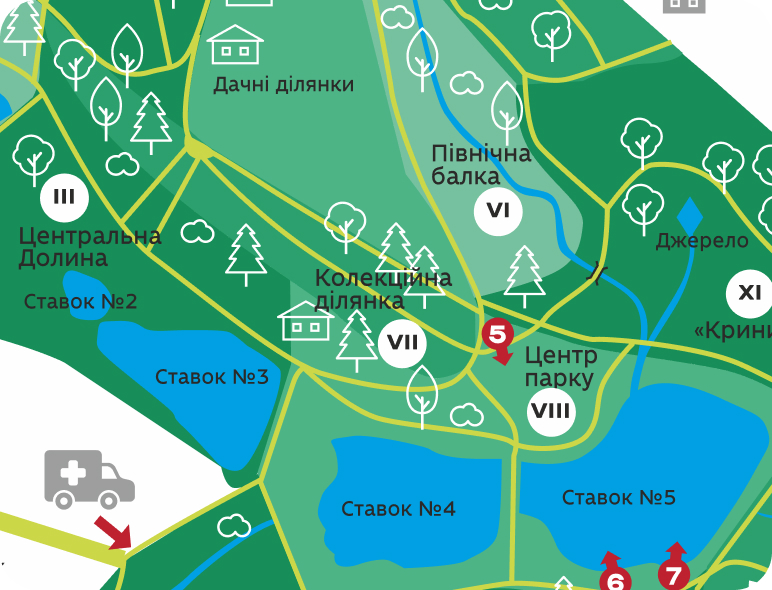 Дачні ділянки
Північна
балка
VI
III
Центральна
Долина
Джерело
Колекційна
ділянка
Ставок №2
XI
5
«Крини
VII
Центр
парку
Ставок №3
VIII
Ставок №5
Ставок №4
6
7